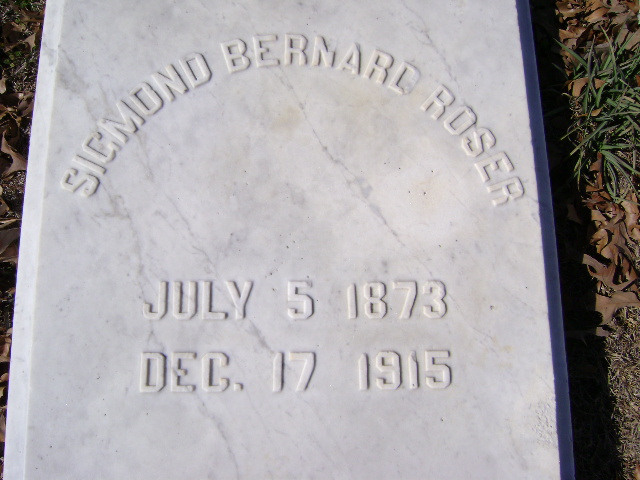 SIGMOND BERNARD ROSER
JULY 5 1873
DEC. 17 1915